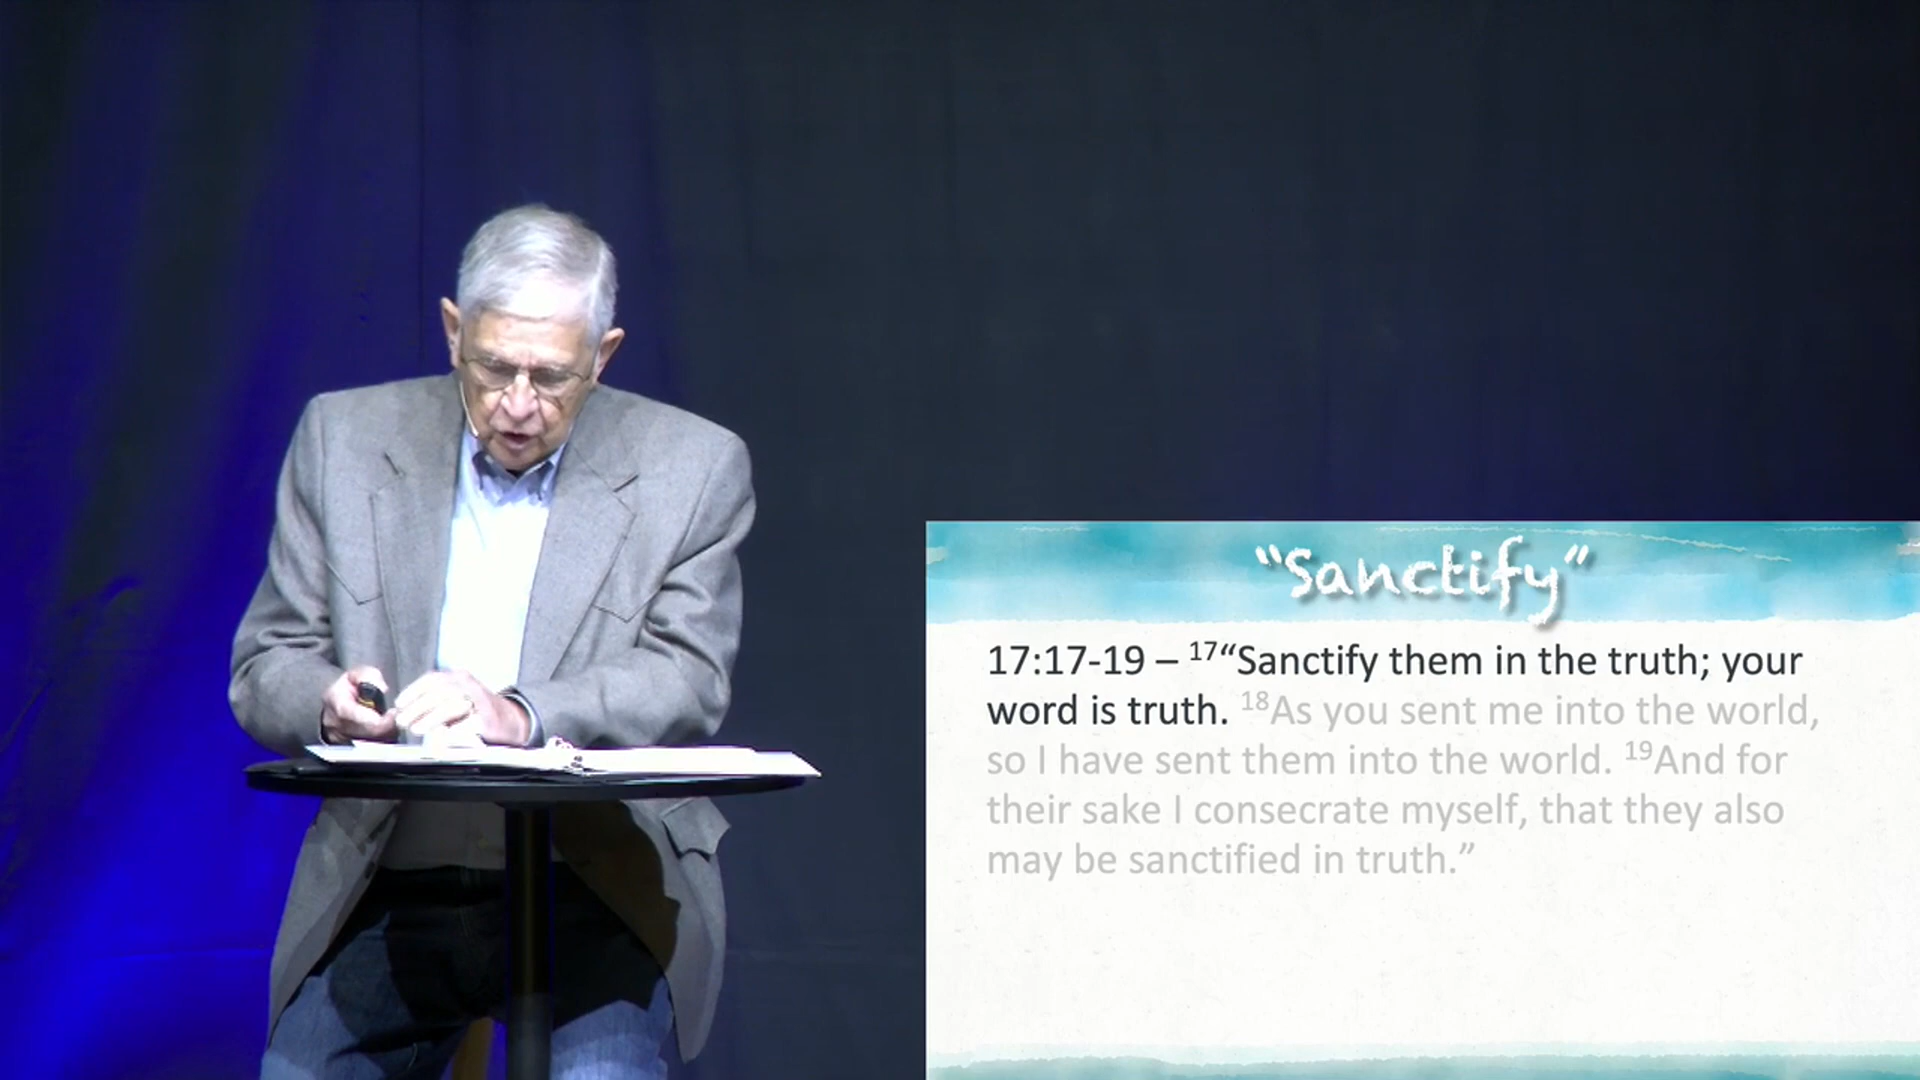 “Sanctify”
17:17-19 – 17“Sanctify them in the truth; your
word is truth. 18As you sent me into the world,
so I have sent them into the world. 19And for
their sake I consecrate myself, that they also
may be sanctified in truth.”